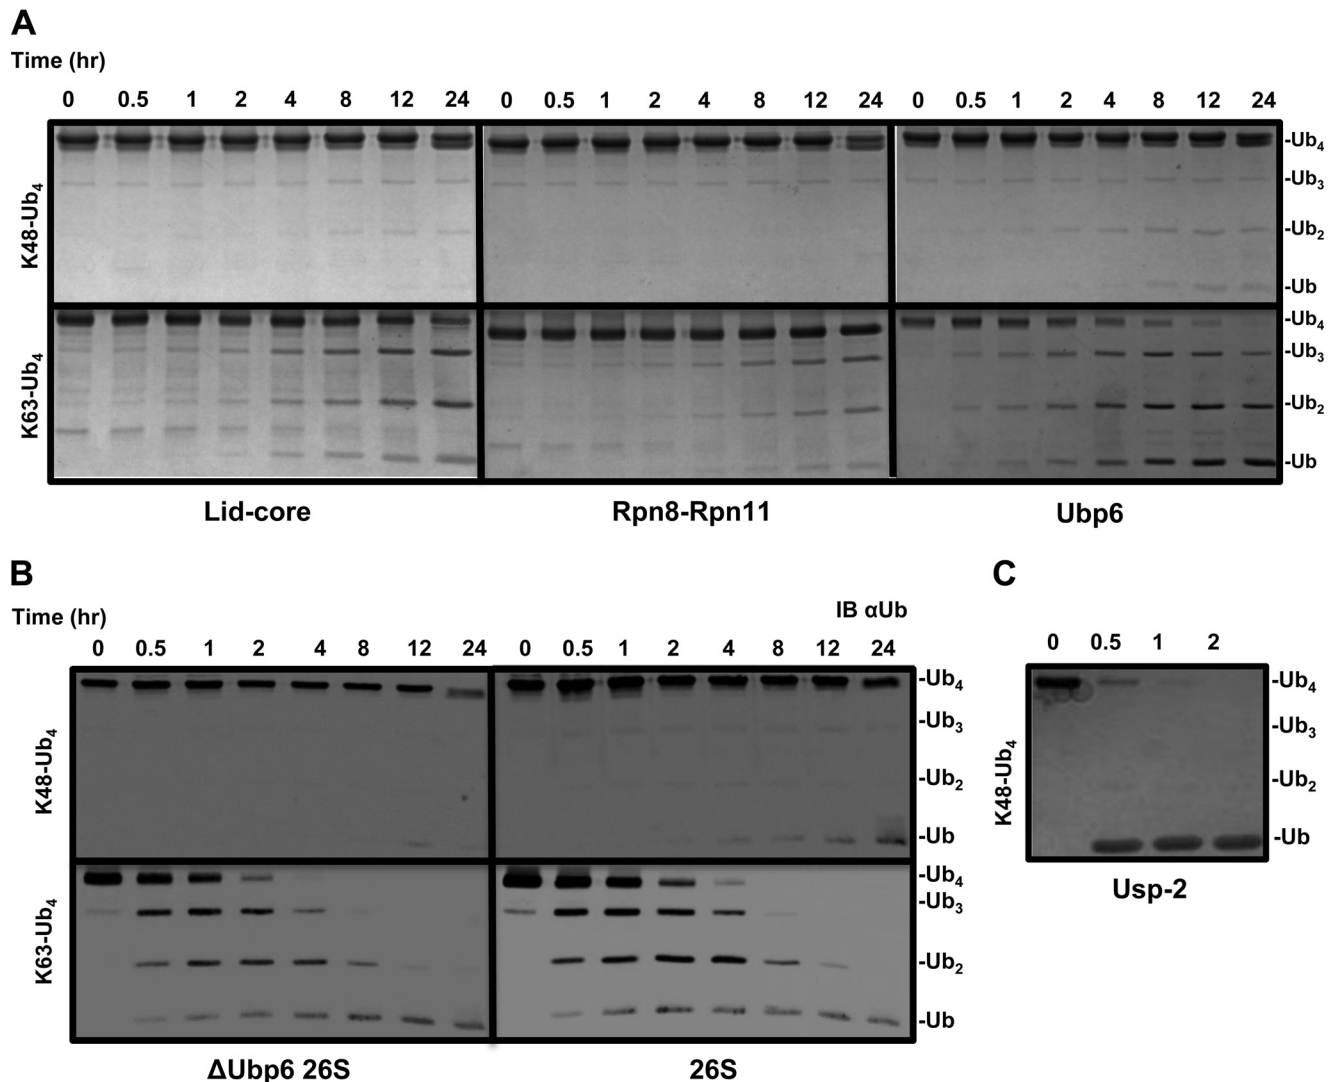 A
Time (hr)
0 0.5 1 2 4 8 12 24 0 0.5 1 2 4 8 12 24 0 0.5 1 2 4 8 12 24
K48-Ub4
-Ub4
-Ub3
-Ub2
-Ub
K63-Ub4
-Ub4
-Ub3
-Ub2
-Ub
Lid-core Rpn8-Rpn11 Ubp6
B
Time (hr)
IB αUb
0 0.5 1 2 4 8 12 24 0 0.5 1 2 4 8 12 24
K48-Ub4
-Ub4
-Ub3
-Ub2
-Ub
K63-Ub4
-Ub4
-Ub3
-Ub2
-Ub
ΔUbp6 26S 26S
C
0 0.5 1 2
K48-Ub4
-Ub4
-Ub3
-Ub2
-Ub
Usp-2